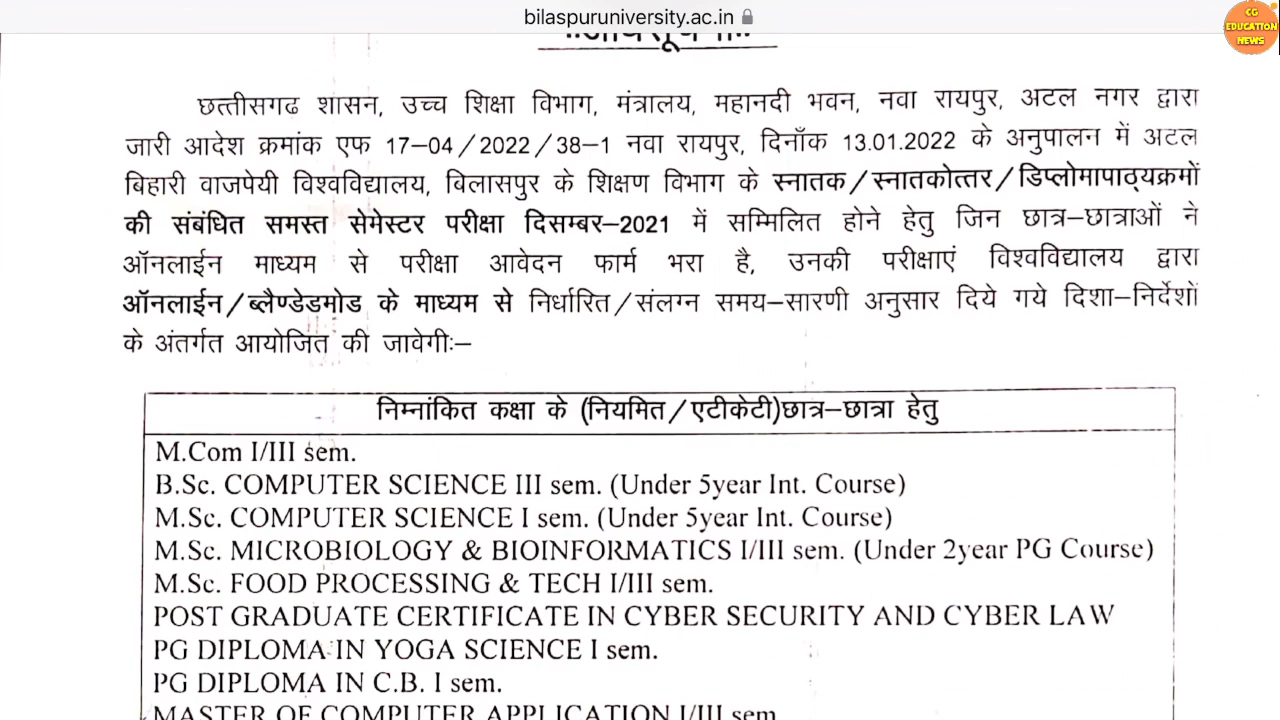 bilaspuruniversity.ac.in
CG
EDUCATION
NEWS
छत्तीसगढ शासन, उच्च शिक्षा विभाग, मंत्रालय, महानदी भवन, नवा रायपुर, अटल नगर द्वारा
जारी आदेश क्रमांक एफ 17–04/2022/38–1 नवा रायपुर, दिनाँक 13.01.2022 के अनुपालन में अटल
बिहारी वाजपेयी विश्वविद्यालय, बिलासपुर के शिक्षण विभाग के स्नातक/स्नातकोत्तर/डिप्लोमापाठ्यक्रमों
की संबंधित समस्त सेमेस्टर परीक्षा दिसम्बर–2021 में सम्मिलित होने हेतु जिन छात्र–छात्राओं ने
ऑनलाईन माध्यम से परीक्षा आवेदन फार्म भरा है, उनकी परीक्षाएं विश्वविद्यालय द्वारा
ऑनलाईन/ब्लैण्डेडमोड के माध्यम से निर्धारित/संलग्न समय–सारणी अनुसार दिये गये दिशा–निर्देशों
के अंतर्गत आयोजित की जावेगीः–
निम्नांकित कक्षा के (नियमित/एटीकेटी)छात्र–छात्रा हेतु
M.Com I/III sem.
B.Sc. COMPUTER SCIENCE III sem. (Under 5year Int. Course)
M.Sc. COMPUTER SCIENCE I sem. (Under 5year Int. Course)
M.Sc. MICROBIOLOGY & BIOINFORMATICS I/III sem. (Under 2year PG Course)
M.Sc. FOOD PROCESSING & TECH I/III sem.
POST GRADUATE CERTIFICATE IN CYBER SECURITY AND CYBER LAW
PG DIPLOMA IN YOGA SCIENCE I sem.
PG DIPLOMA IN C.B. I sem.
MASTER OF COMPUTER APPLICATION I/III sem